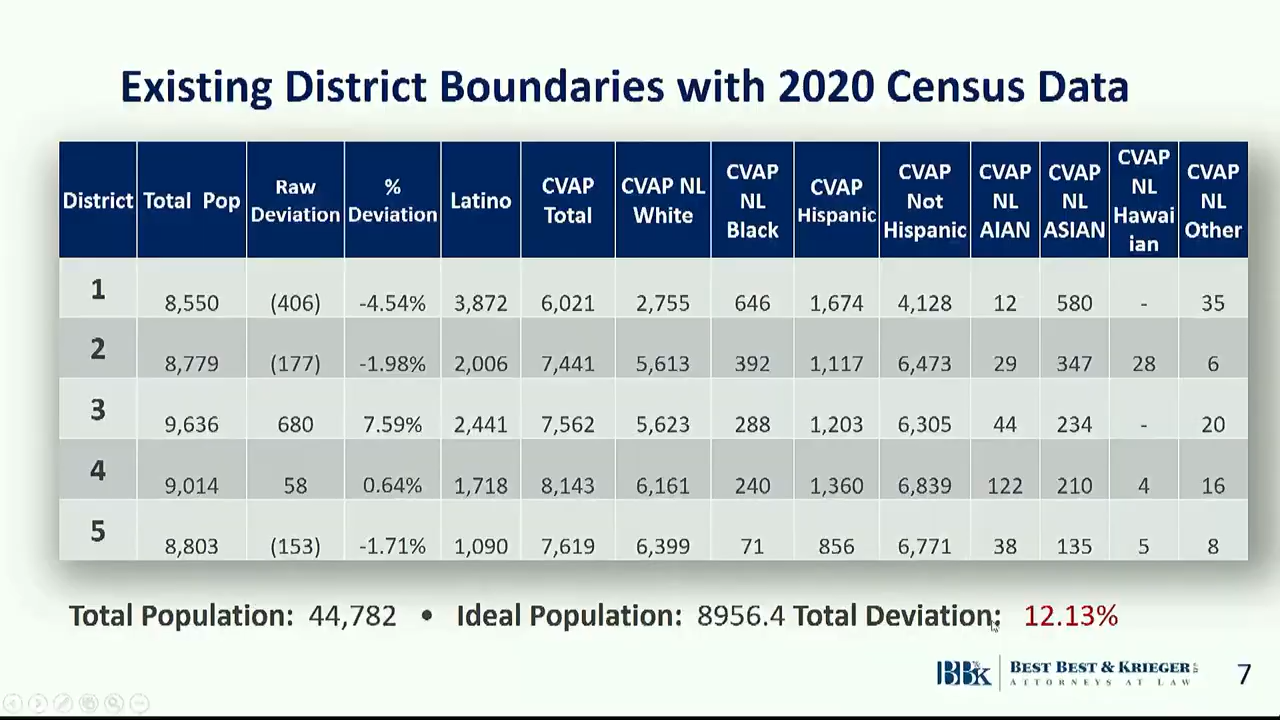 Existing District Boundaries with 2020 Census Data
District Total Pop Raw Deviation % Deviation Latino CVAP Total CVAP NL White CVAP NL Black CVAP Hispanic CVAP Not Hispanic CVAP NL AIAN CVAP NL ASIAN CVAP NL Hawaiian CVAP NL Other
1 8,550 (406) -4.54% 3,872 6,021 2,755 646 1,674 4,128 12 580 - 35
2 8,779 (177) -1.98% 2,006 7,441 5,613 392 1,117 6,473 29 347 28 6
3 9,636 680 7.59% 2,441 7,562 5,623 288 1,203 6,305 44 234 - 20
4 9,014 58 0.64% 1,718 8,143 6,161 240 1,360 6,839 122 210 4 16
5 8,803 (153) -1.71% 1,090 7,619 6,399 71 856 6,771 38 135 5 8
Total Population: 44,782 • Ideal Population: 8956.4 Total Deviation: 12.13%
BBK BEST BEST & KRIEGER
ATTORNEYS AT LAW
7